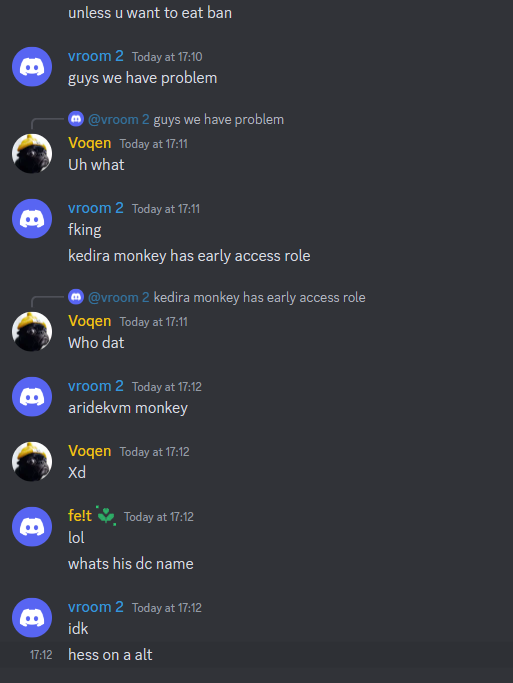 unless u want to eat ban
vroom 2 Today at 17:10
guys we have problem
@vroom 2 guys we have problem
Voqen Today at 17:11
Uh what
vroom 2 Today at 17:11
fking
kedira monkey has early access role
@vroom 2 kedira monkey has early access role
Voqen Today at 17:11
Who dat
vroom 2 Today at 17:12
aridekvm monkey
Voqen Today at 17:12
Xd
fe!t Today at 17:12
lol
whats his dc name
vroom 2 Today at 17:12
idk
17:12 hess on a alt